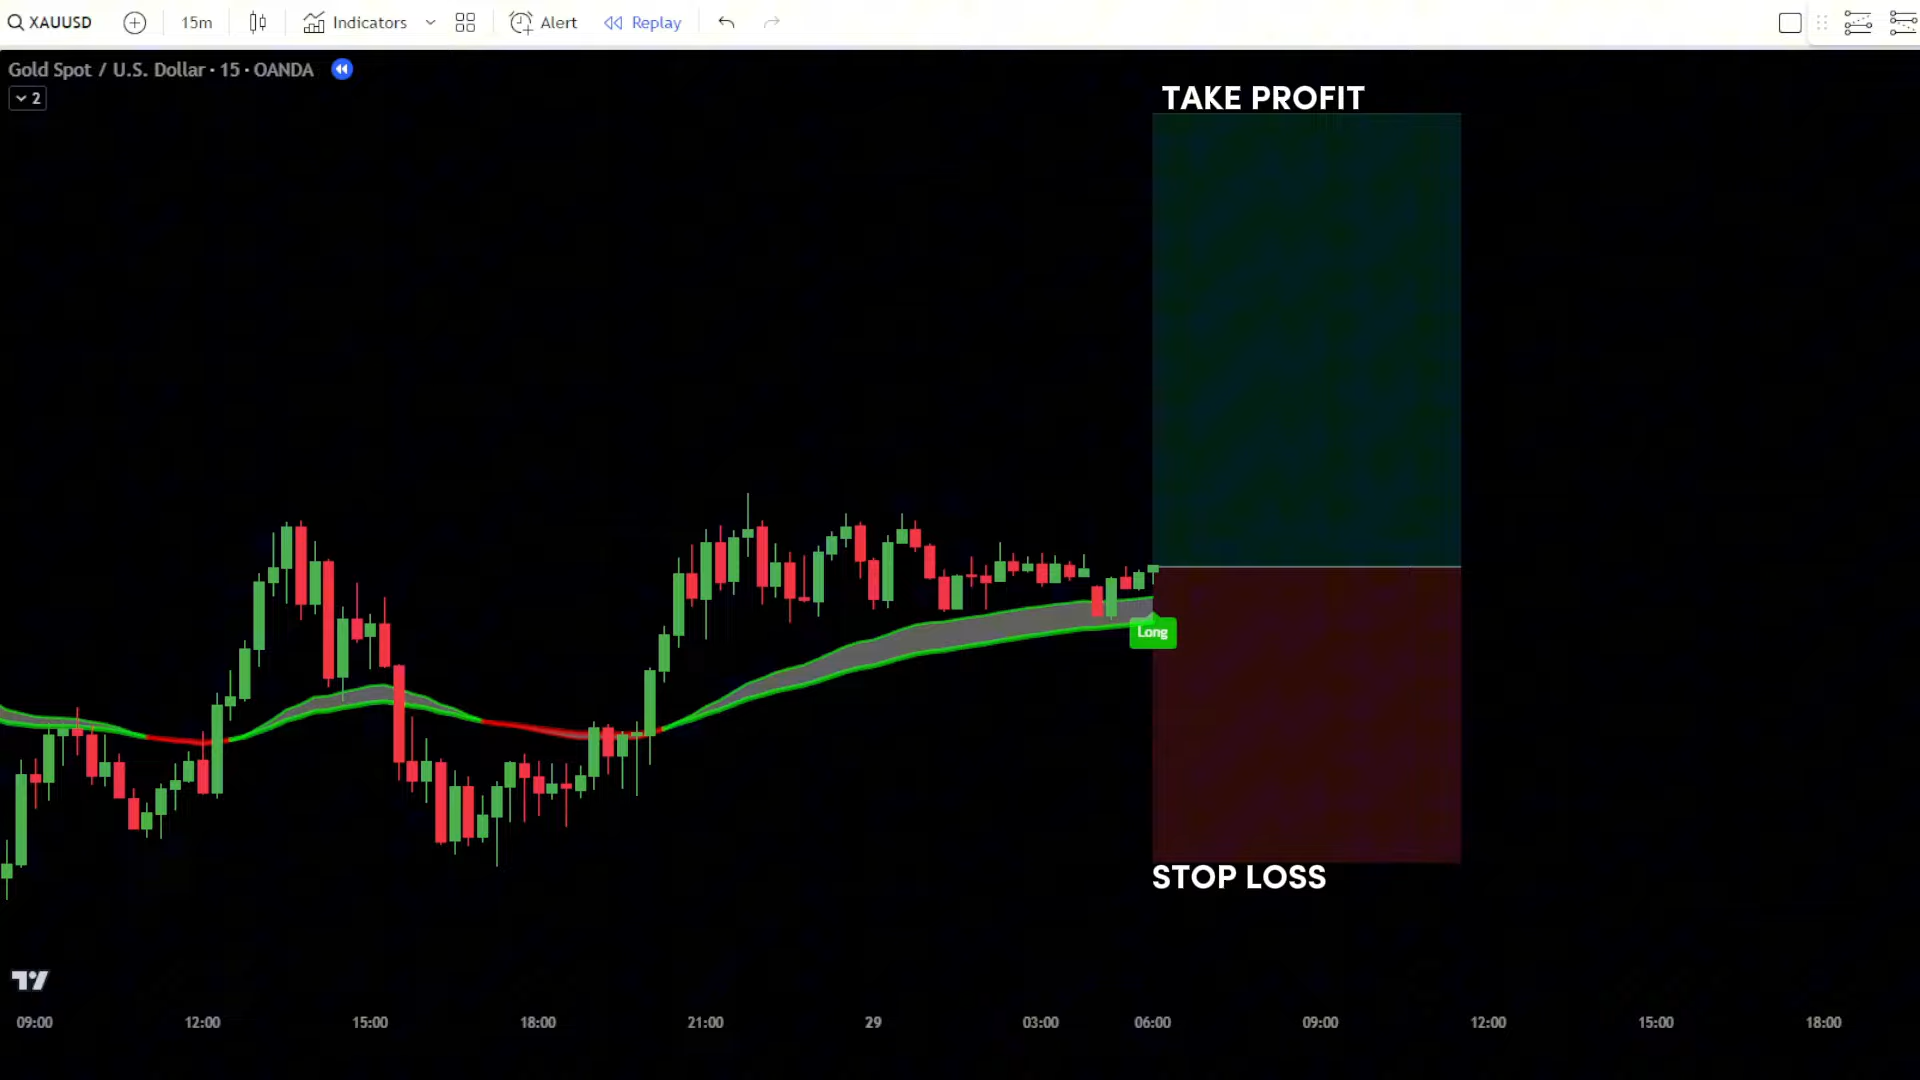 XAUUSD 15m Indicators Alert Replay
Gold Spot / U.S. Dollar · 15 · OANDA
2
TAKE PROFIT
Long
STOP LOSS
09:00 12:00 15:00 18:00 21:00 29 03:00 06:00 09:00 12:00 15:00 18:00